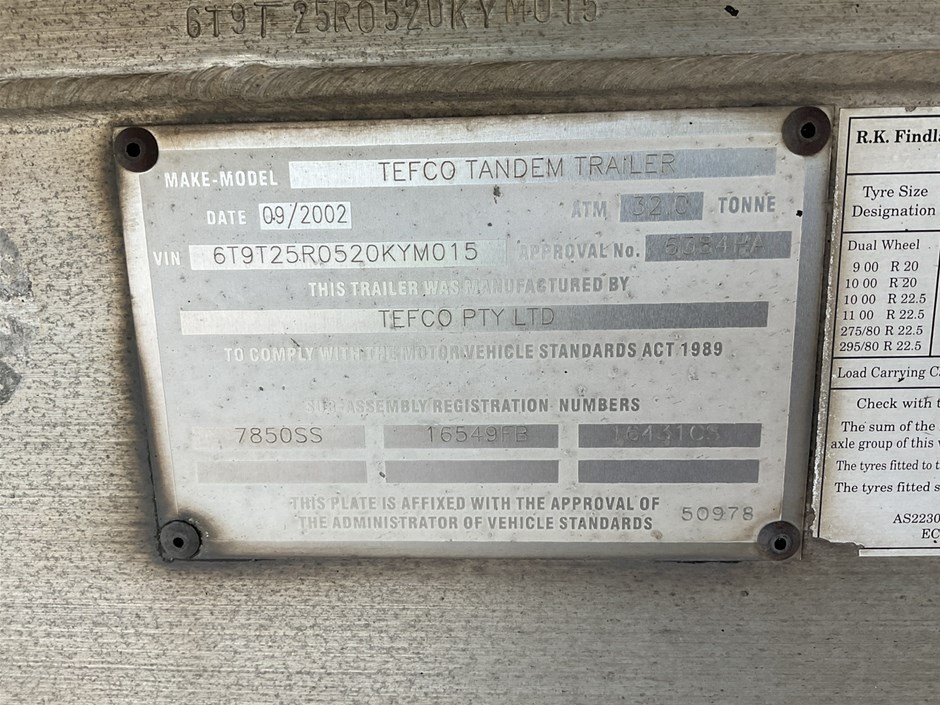 6T9T25R0520KYM015
MAKE-MODEL TEFCO TANDEM TRAILER
DATE 09/2002 ATM 32.0 TONNE
VIN 6T9T25R0520KYM015 APPROVAL No.
THIS TRAILER WAS MANUFACTURED BY
TEFCO PTY LTD
TO COMPLY WITH THE MOTOR VEHICLE STANDARDS ACT 1989
SUB-ASSEMBLY REGISTRATION NUMBERS
7850SS 16549FB
THIS PLATE IS AFFIXED WITH THE APPROVAL OF
THE ADMINISTRATOR OF VEHICLE STANDARDS 50978
R.K. Findla
Tyre Size
Designation
Dual Wheel
9 00 R 20
10 00 R 20
10 00 R 22.5
11 00 R 22.5
275/80 R 22.5
295/80 R 22.5
Load Carrying C
Check with t
The sum of the
axle group of this v
The tyres fitted to t
The tyres fitted s
AS2230
EC